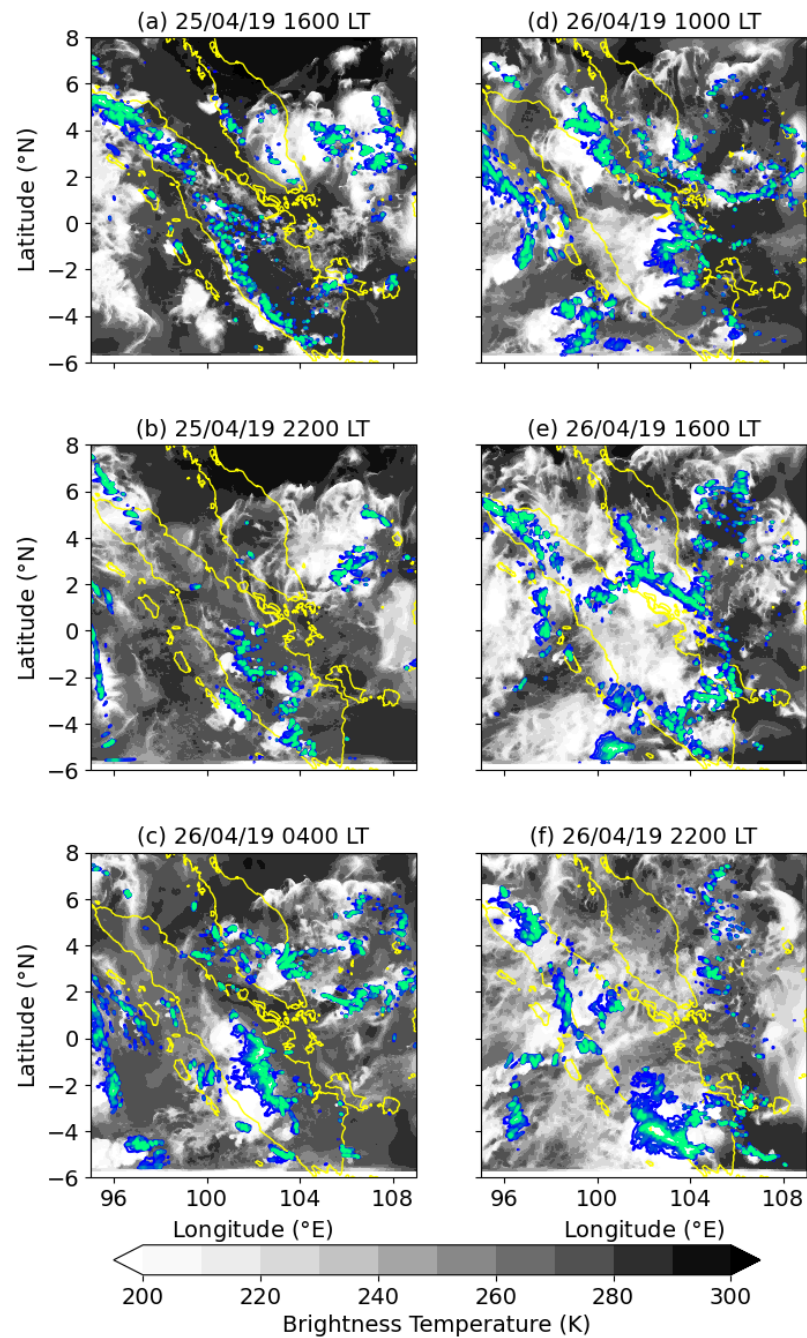 (a) 25/04/19 1600 LT
8
6
4
2
0
−2
−4
−6
Latitude (°N)
(d) 26/04/19 1000 LT
(b) 25/04/19 2200 LT
8
6
4
2
0
−2
−4
−6
Latitude (°N)
(e) 26/04/19 1600 LT
(c) 26/04/19 0400 LT
8
6
4
2
0
−2
−4
−6
Latitude (°N)
96 100 104 108
Longitude (°E)
(f) 26/04/19 2200 LT
96 100 104 108
Longitude (°E)
200 220 240 260 280 300
Brightness Temperature (K)